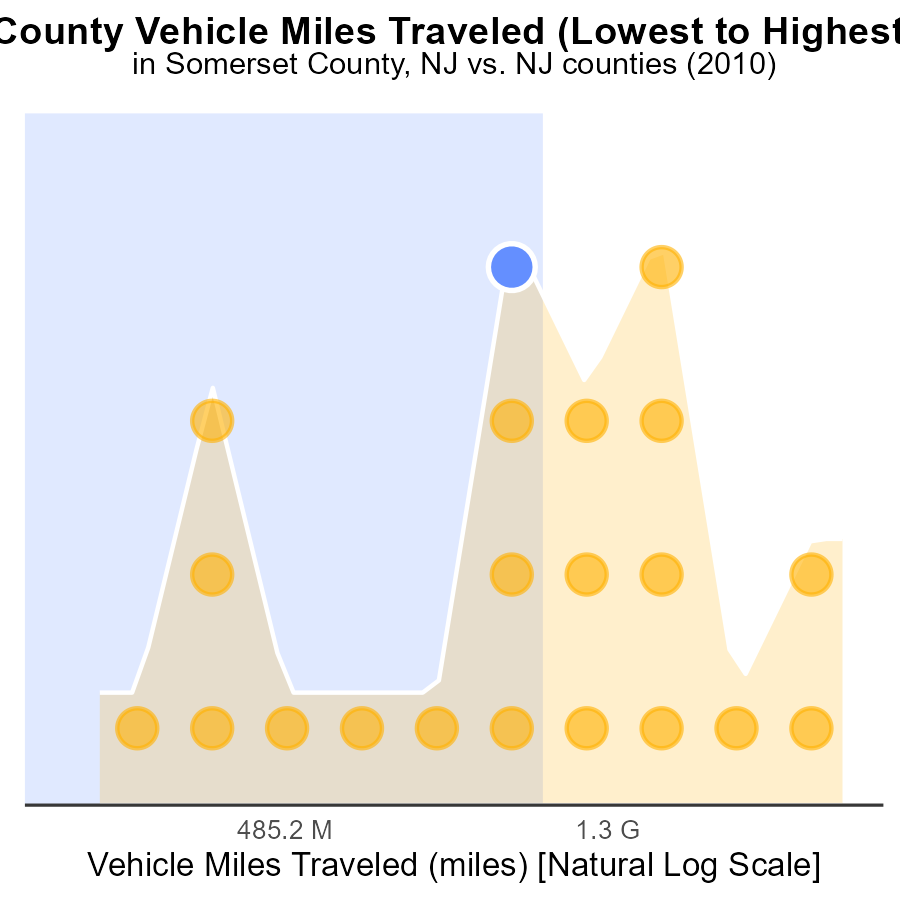 County Vehicle Miles Traveled (Lowest to Highest
in Somerset County, NJ vs. NJ counties (2010)
485.2 M 1.3 G
Vehicle Miles Traveled (miles) [Natural Log Scale]